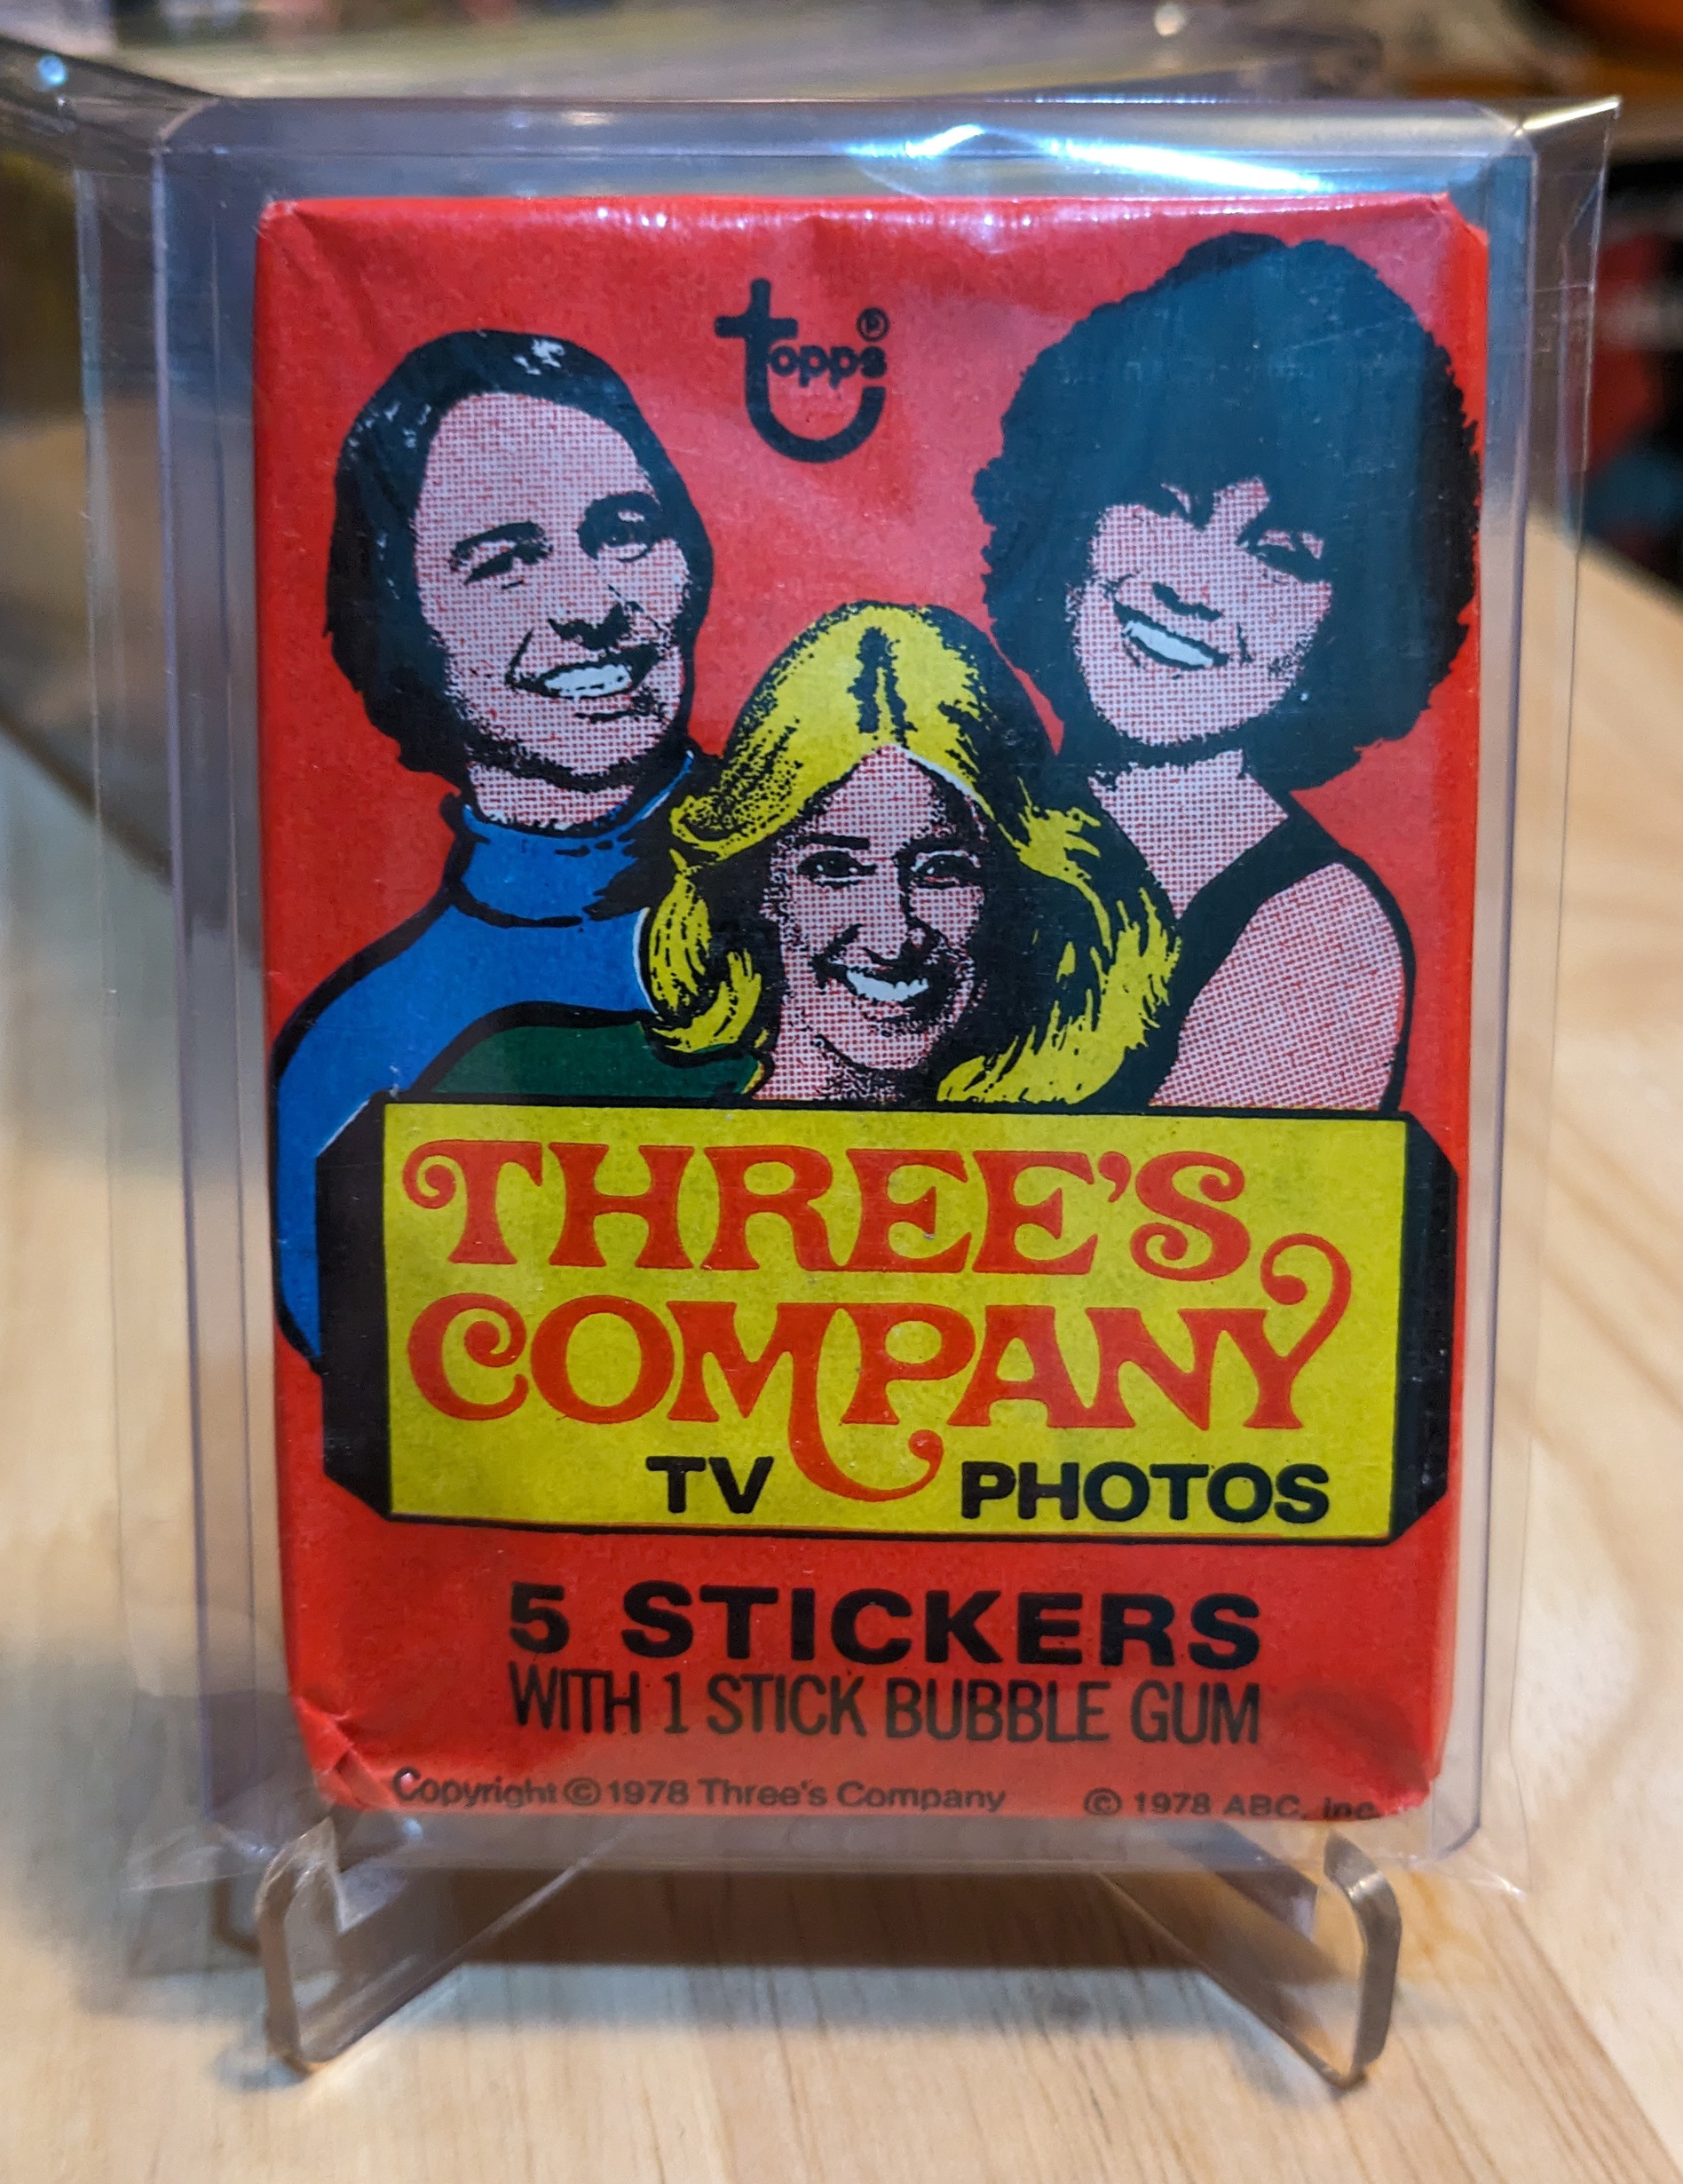 topps®
THREE'S
COMPANY
TV PHOTOS
5 STICKERS
WITH 1 STICK BUBBLE GUM
Copyright © 1978 Three's Company © 1978 ABC, Inc.